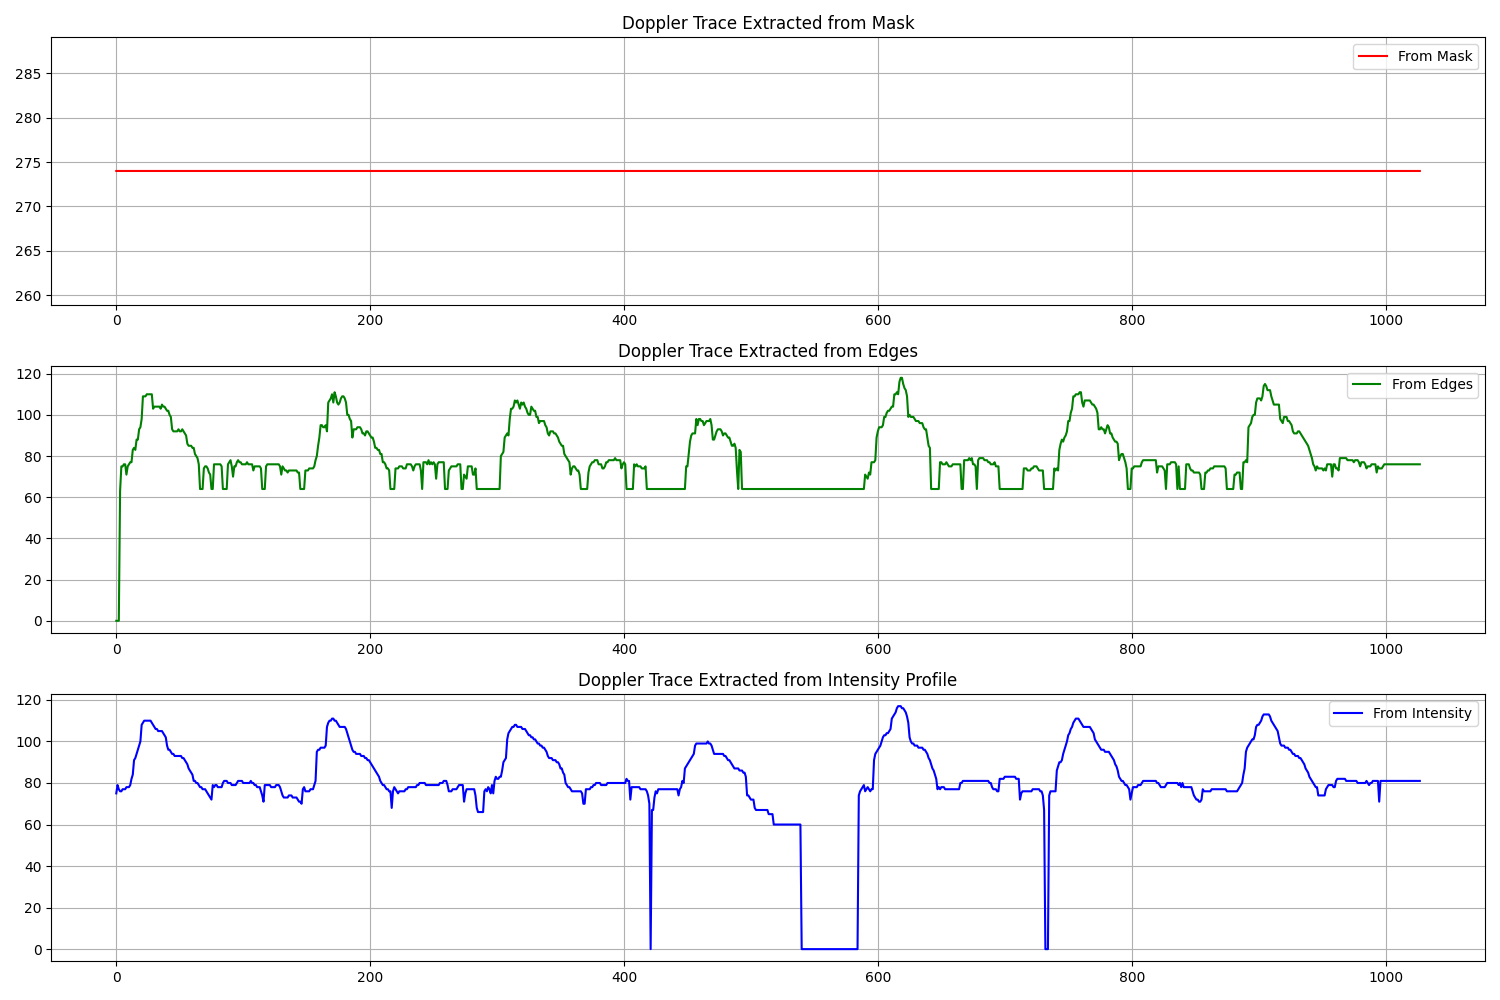 Doppler Trace Extracted from Mask
From Mask
285
280
275
270
265
260
0 200 400 600 800 1000
Doppler Trace Extracted from Edges
From Edges
120
100
80
60
40
20
0
0 200 400 600 800 1000
Doppler Trace Extracted from Intensity Profile
From Intensity
120
100
80
60
40
20
0
0 200 400 600 800 1000